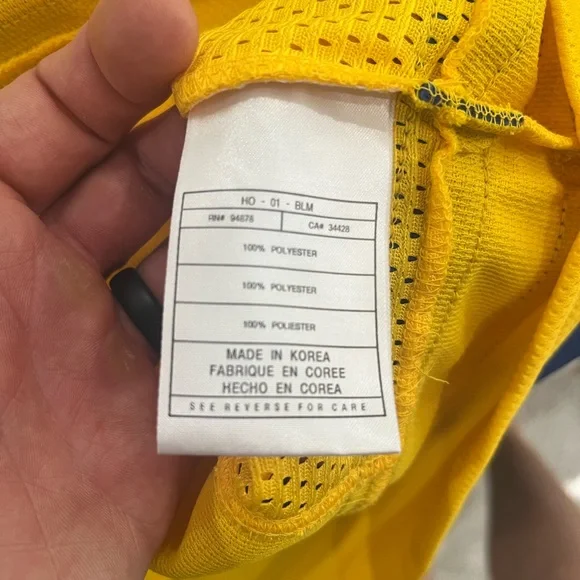 HO - 01 - BLM
RN# 94878 CA# 34428
100% POLYESTER
100% POLYESTER
100% POLIESTER
MADE IN KOREA
FABRIQUE EN COREE
HECHO EN COREA
SEE REVERSE FOR CARE